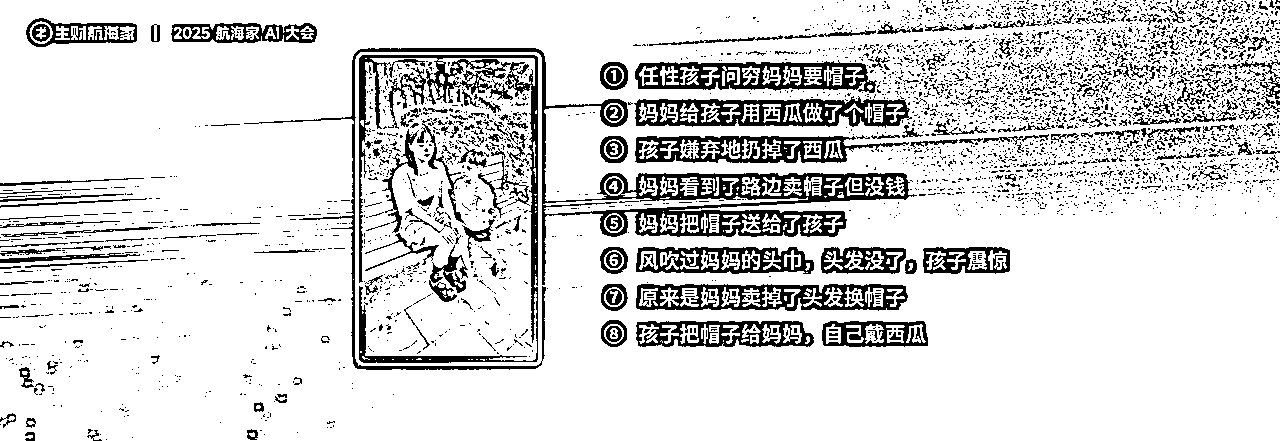 生财航海家 | 2025 航海家 AI 大会
① 任性孩子问穷妈妈要帽子。
② 妈妈给孩子用西瓜做了个帽子
③ 孩子嫌弃地扔掉了西瓜
④ 妈妈看到了路边卖帽子但没钱
⑤ 妈妈把帽子送给了孩子
⑥ 风吹过妈妈的头巾，头发没了，孩子震惊
⑦ 原来是妈妈卖掉了头发换帽子
⑧ 孩子把帽子给妈妈，自己戴西瓜